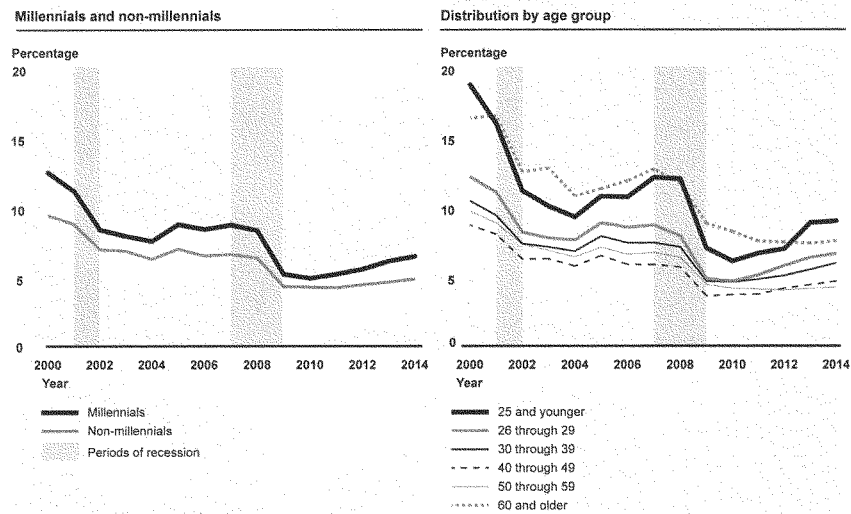 Millennials and non-millennials
Percentage
20
15
10
5
0
2000 2002 2004 2006 2008 2010 2012 2014
Year
Millennials
Non-millennials
Periods of recession
Distribution by age group
Percentage
20
15
10
5
0
2000 2002 2004 2006 2008 2010 2012 2014
Year
25 and younger
26 through 29
30 through 39
40 through 49
50 through 59
60 and older